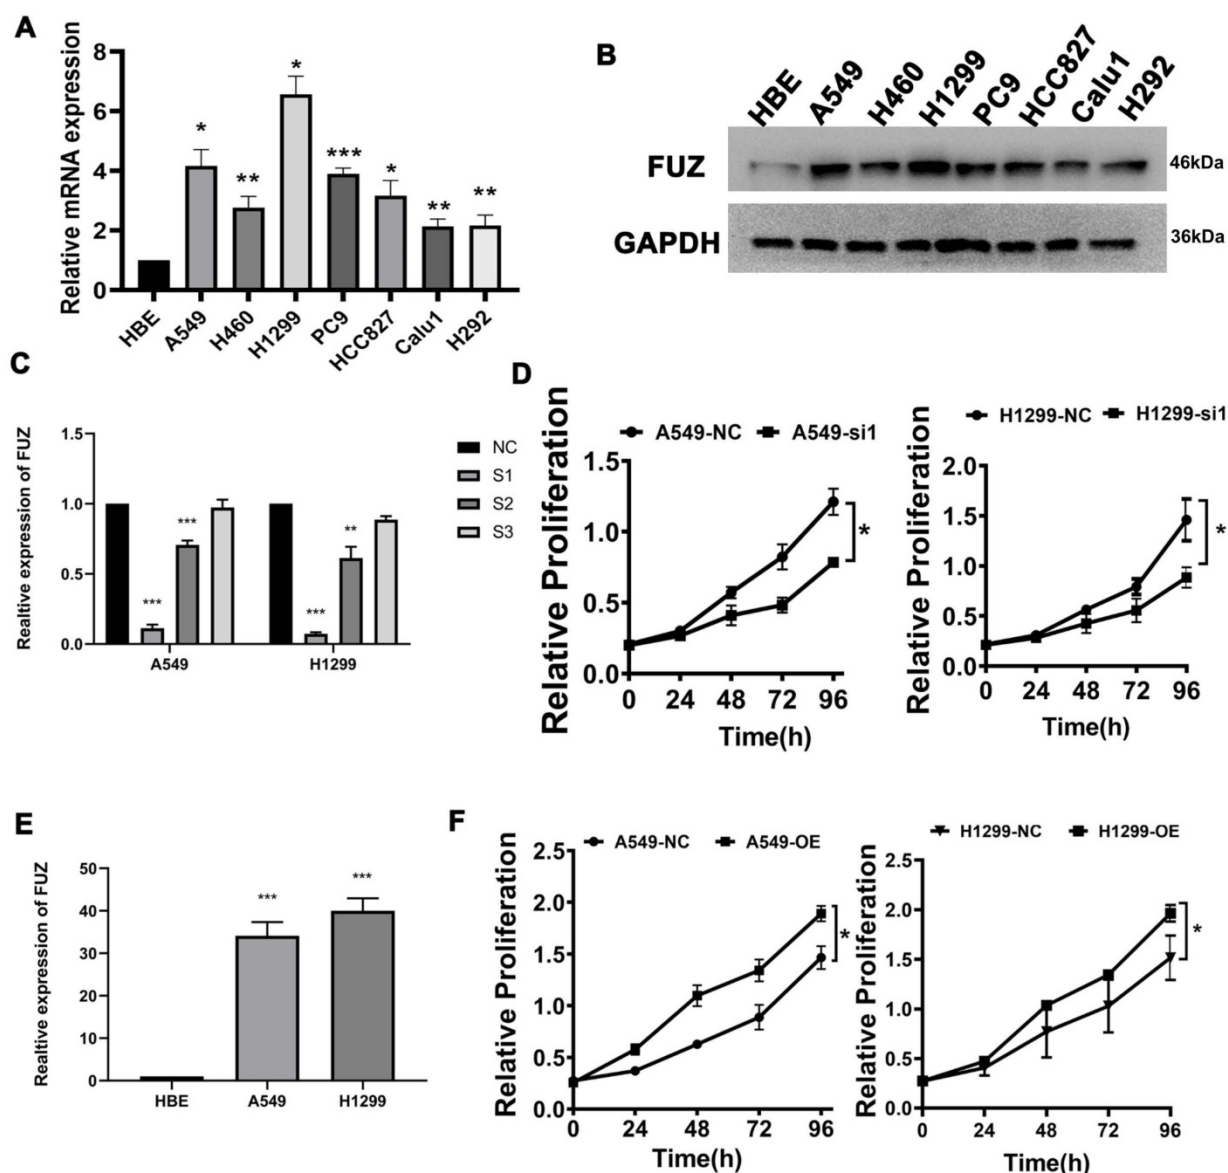 A
Relative mRNA expression
8
6
4
2
0
*
**
*
***
*
**
**
HBE
A549
H460
H1299
PC9
HCC827
Calu1
H292
B
HBE
A549
H460
H1299
PC9
HCC827
Calu1
H292
FUZ
46kDa
GAPDH
36kDa
C
Realtive expression of FUZ
1.5
1.0
0.5
0.0
***
***
***
**
A549
H1299
NC
S1
S2
S3
D
Relative Proliferation
A549-NC A549-si1
1.5
1.0
0.5
0.0
*
0 24 48 72 96
Time(h)
Relative Proliferation
H1299-NC H1299-si1
2.0
1.5
1.0
0.5
0.0
*
0 24 48 72 96
Time(h)
E
Realtive expression of FUZ
50
40
30
20
10
0
***
***
HBE
A549
H1299
F
Relative Proliferation
A549-NC A549-OE
2.5
2.0
1.5
1.0
0.5
0.0
*
0 24 48 72 96
Time(h)
Relative Proliferation
H1299-NC H1299-OE
2.5
2.0
1.5
1.0
0.5
0.0
*
0 24 48 72 96
Time(h)